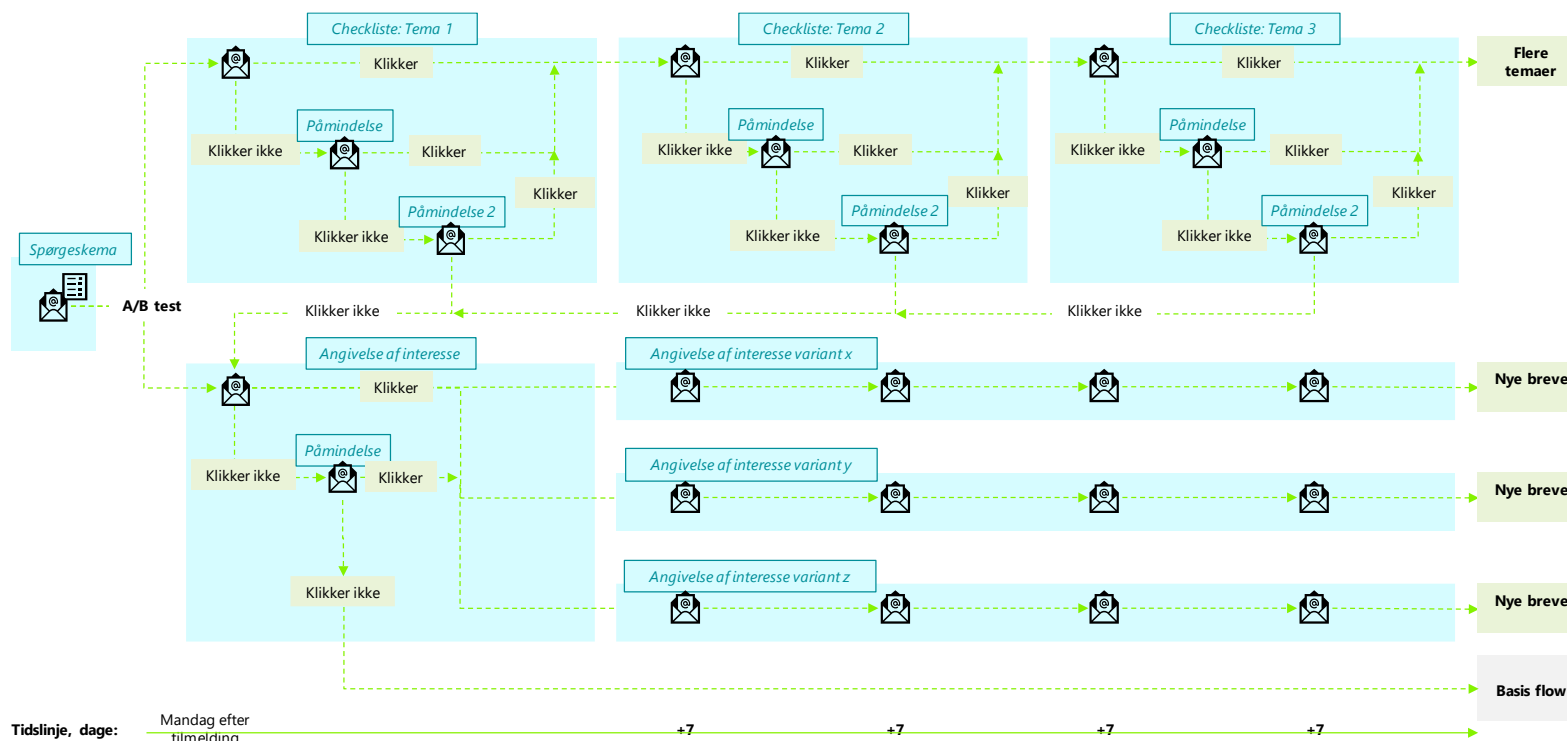 Checkliste: Tema 1
Checkliste: Tema 2
Checkliste: Tema 3
Klikker
Klikker
Klikker
Flere
temaer
Påmindelse
Påmindelse
Påmindelse
Klikker ikke
Klikker
Klikker ikke
Klikker
Klikker ikke
Klikker
Klikker
Klikker
Klikker
Påmindelse 2
Påmindelse 2
Påmindelse 2
Klikker ikke
Klikker ikke
Klikker ikke
Spørgeskema
A/B test
Klikker ikke
Klikker ikke
Klikker ikke
Angivelse af interesse
Angivelse af interesse variant x
Klikker
Nye breve
Påmindelse
Angivelse af interesse variant y
Klikker ikke
Klikker
Nye breve
Angivelse af interesse variant z
Klikker ikke
Nye breve
Basis flow
Tidslinje, dage:
Mandag efter
tilmelding
+7
+7
+7
+7